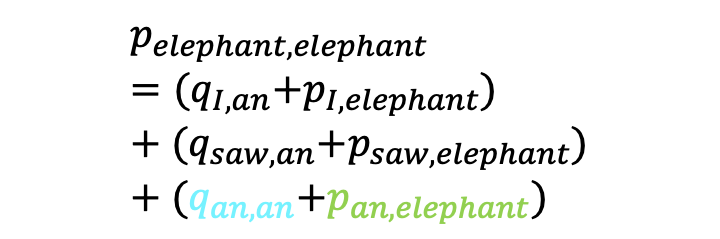 p_{elephant,elephant}
= (q_{I,an}+p_{I,elephant})
+ (q_{saw,an}+p_{saw,elephant})
+ (q_{an,an}+p_{an,elephant})